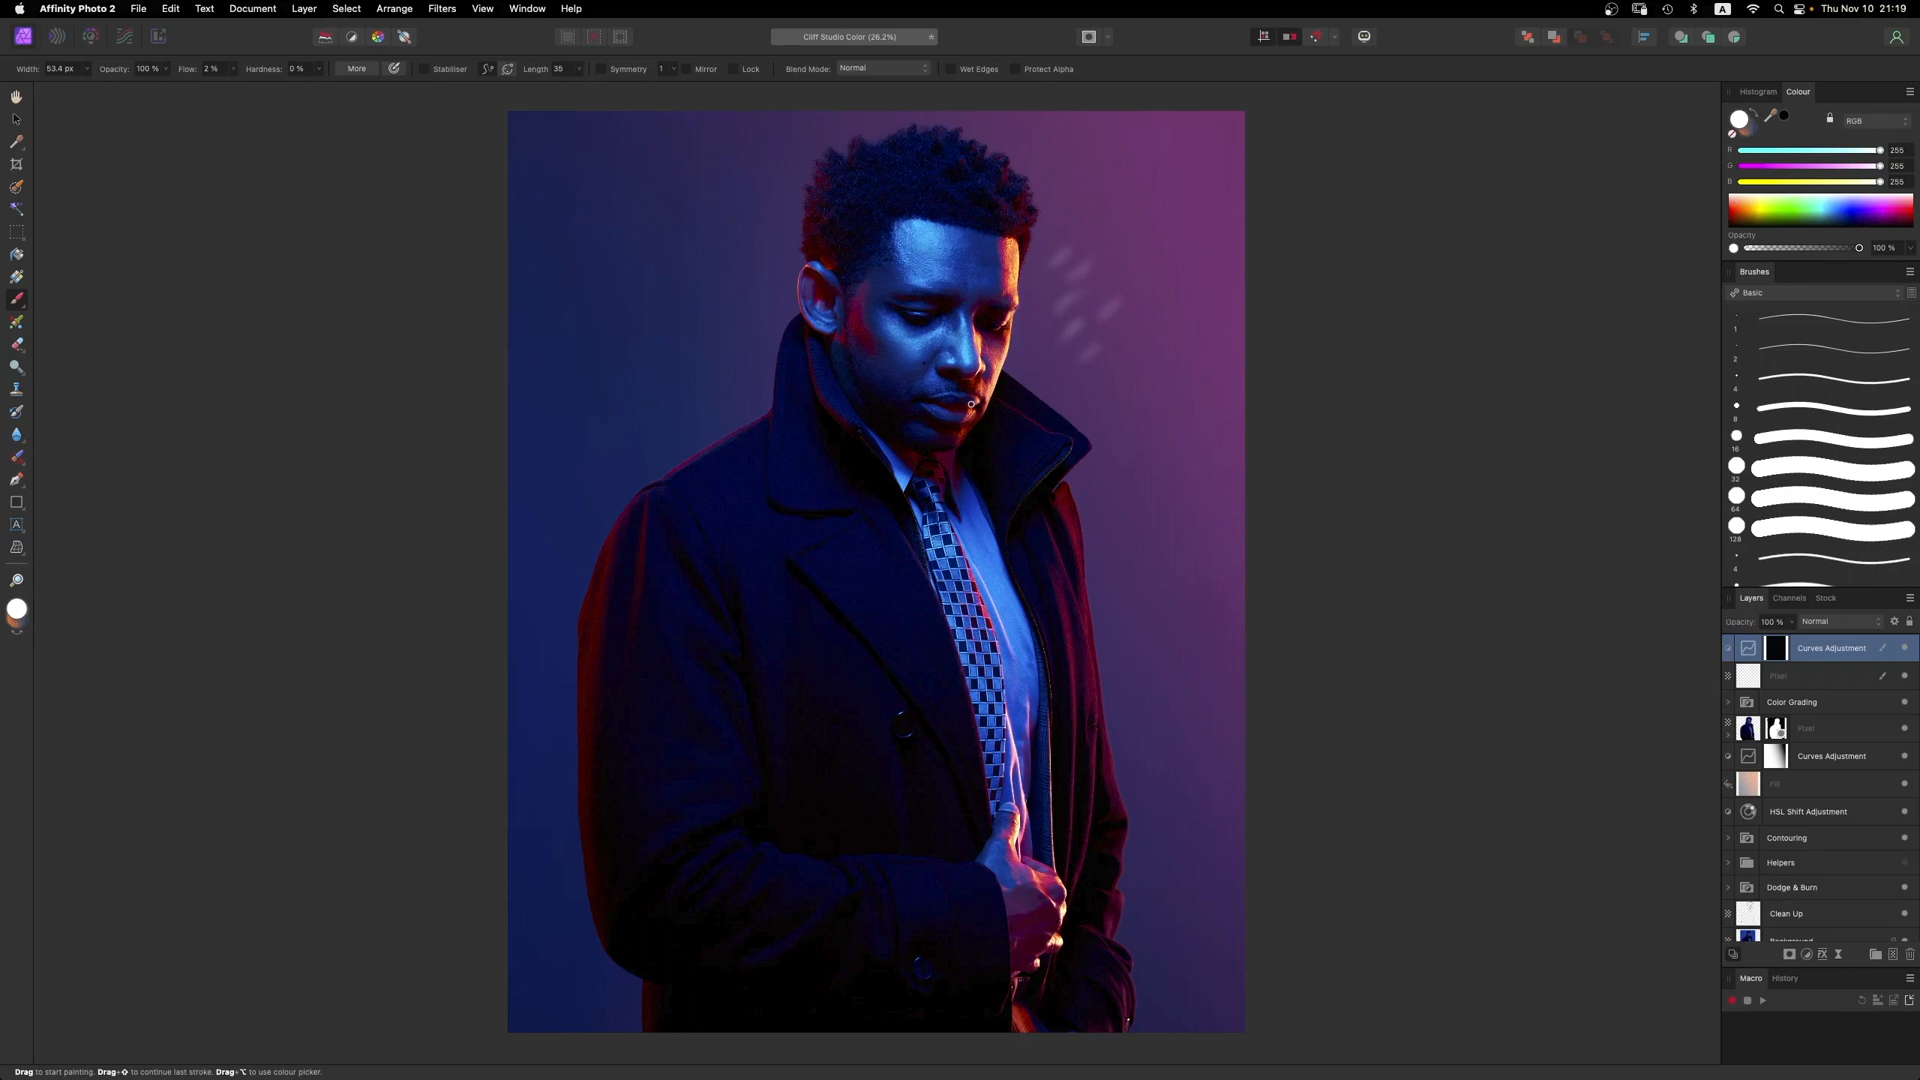 Affinity Photo 2 File Edit Text Document Layer Select Arrange Filters View Window Help A Thu Nov 10 21:19
Cliff Studio Color (26.2%)
Width: 53.4 px Opacity: 100 % Flow: 2 % Hardness: 0 % More Stabiliser Length 35 Symmetry 1 Mirror Lock Blend Mode: Normal Wet Edges Protect Alpha
Histogram Colour
RGB
R 255
G 255
B 255
Opacity
100 %
Brushes
Basic
1
2
4
8
16
32
64
128
4
Layers Channels Stock
Opacity: 100 % Normal
Curves Adjustment
Pixel
Color Grading
Pixel
Curves Adjustment
Fill
HSL Shift Adjustment
Contouring
Helpers
Dodge & Burn
Clean Up
Background
Macro History
Drag to start painting. Drag+⇧ to continue last stroke. Drag+⌥ to use colour picker.